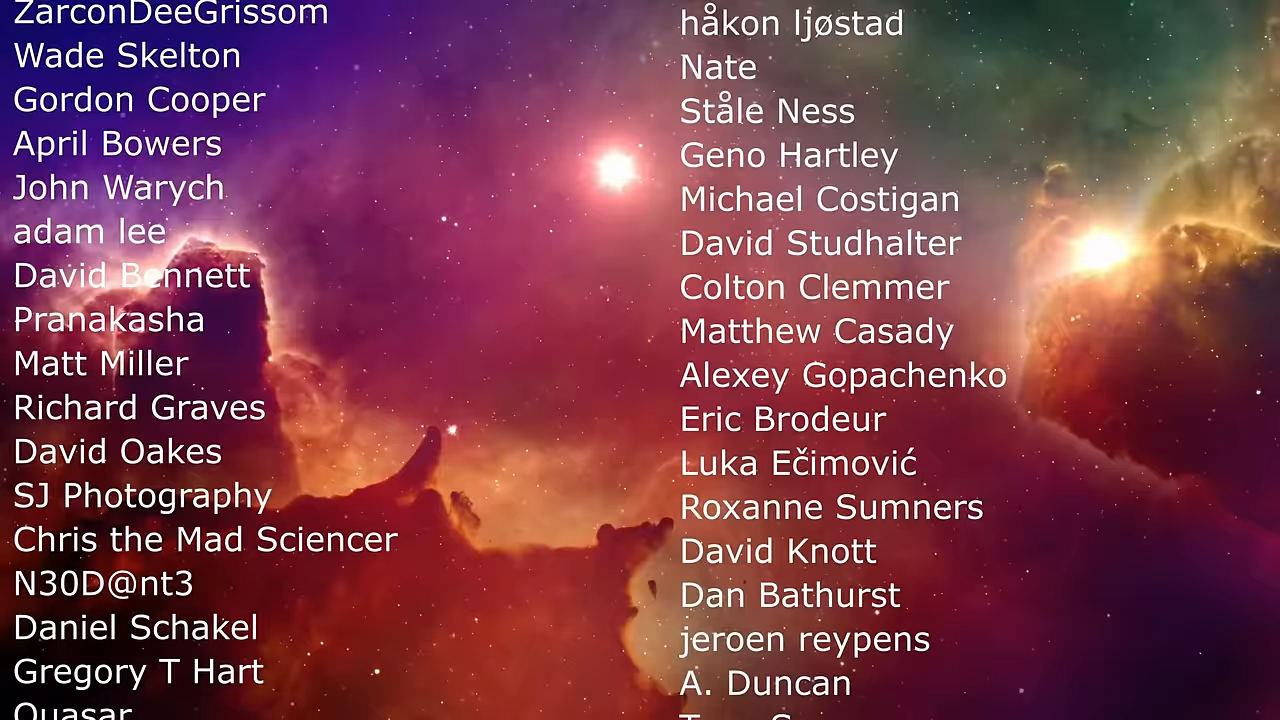 ZarconDeeGrissom
Wade Skelton
Gordon Cooper
April Bowers
John Warych
adam lee
David Bennett
Pranakasha
Matt Miller
Richard Graves
David Oakes
SJ Photography
Chris the Mad Sciencer
N30D@nt3
Daniel Schakel
Gregory T Hart
Quasar
håkon ljøstad
Nate
Ståle Ness
Geno Hartley
Michael Costigan
David Studhalter
Colton Clemmer
Matthew Casady
Alexey Gopachenko
Eric Brodeur
Luka Ečimović
Roxanne Sumners
David Knott
Dan Bathurst
jeroen reypens
A. Duncan